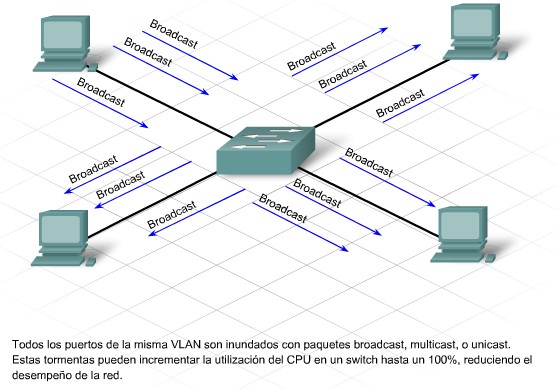 Broadcast
Broadcast
Broadcast
Broadcast
Broadcast
Broadcast
Broadcast
Broadcast
Broadcast
Broadcast
Broadcast
Broadcast
Todos los puertos de la misma VLAN son inundados con paquetes broadcast, multicast, o unicast.
Estas tormentas pueden incrementar la utilización del CPU en un switch hasta un 100%, reduciendo el
desempeño de la red.